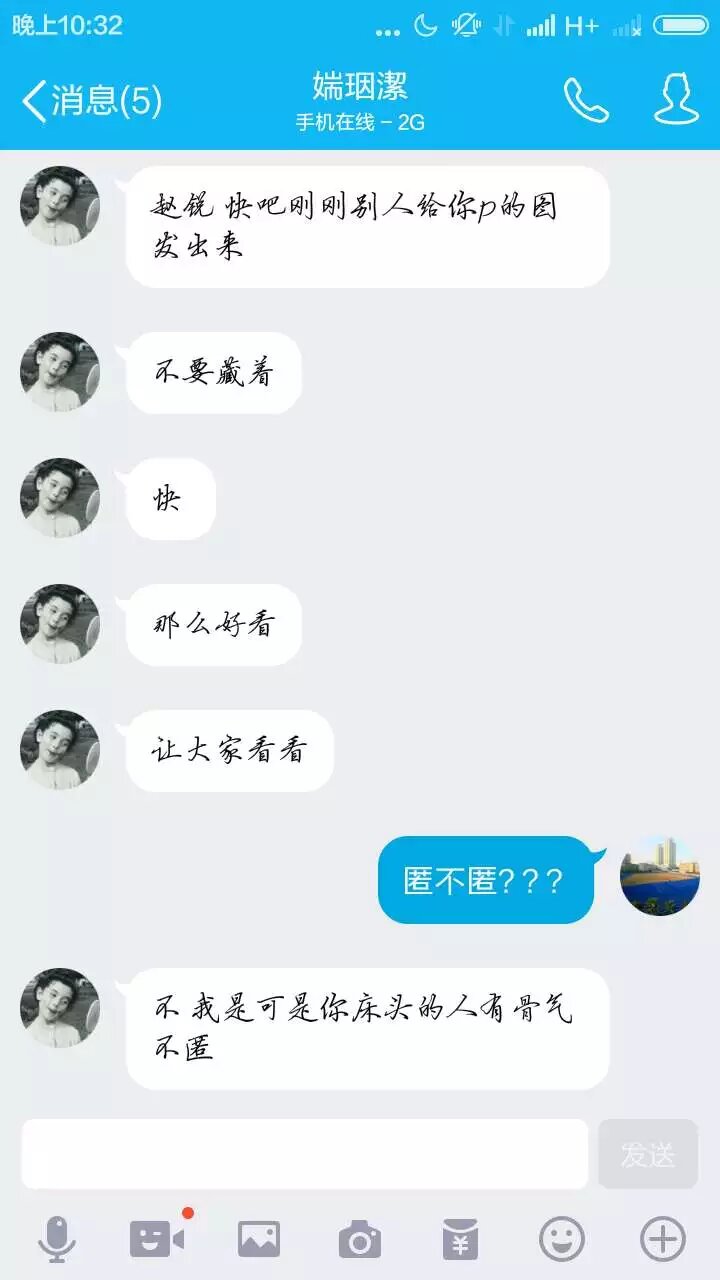 晚上10:32
H+
消息(5)
媏珚潔
手机在线 - 2G
赵锐 快吧刚刚别人给你p的图
发出来
不要藏着
快
那么好看
让大家看看
匿不匿???
不 我是可是你床头的人有骨气
不匿
发送